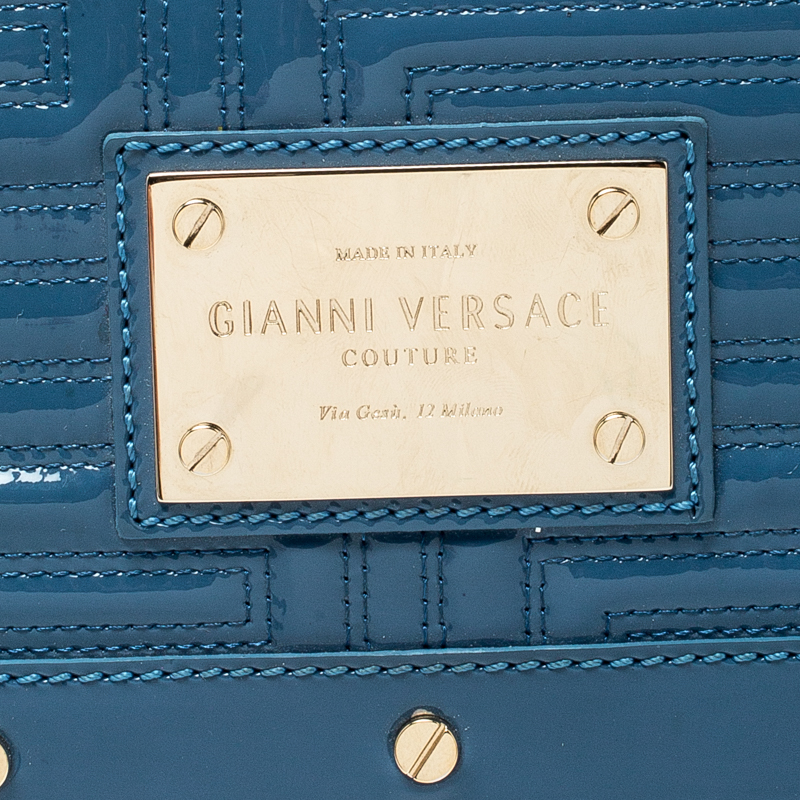 MADE IN ITALY
GIANNI VERSACE
COUTURE
Via Gesù, 12 Milano